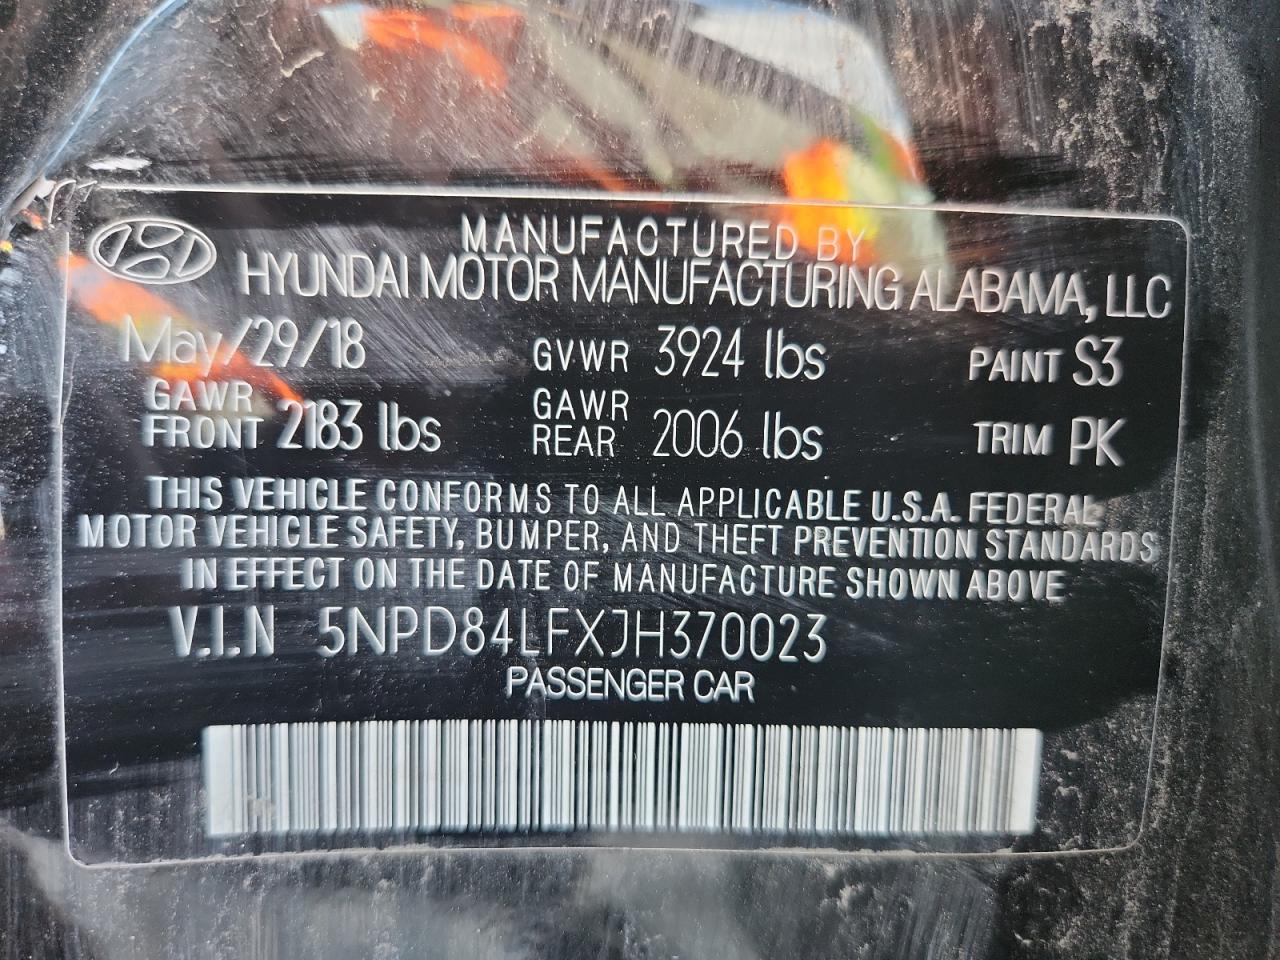 MANUFACTURED BY
HYUNDAI MOTOR MANUFACTURING ALABAMA, LLC
May/29/18 GVWR 3924 lbs PAINT S3
GAWR FRONT 2183 lbs GAWR REAR 2006 lbs TRIM PK
THIS VEHICLE CONFORMS TO ALL APPLICABLE U.S.A. FEDERAL
MOTOR VEHICLE SAFETY, BUMPER, AND THEFT PREVENTION STANDARDS
IN EFFECT ON THE DATE OF MANUFACTURE SHOWN ABOVE
V.I.N 5NPD84LFXJH370023
PASSENGER CAR